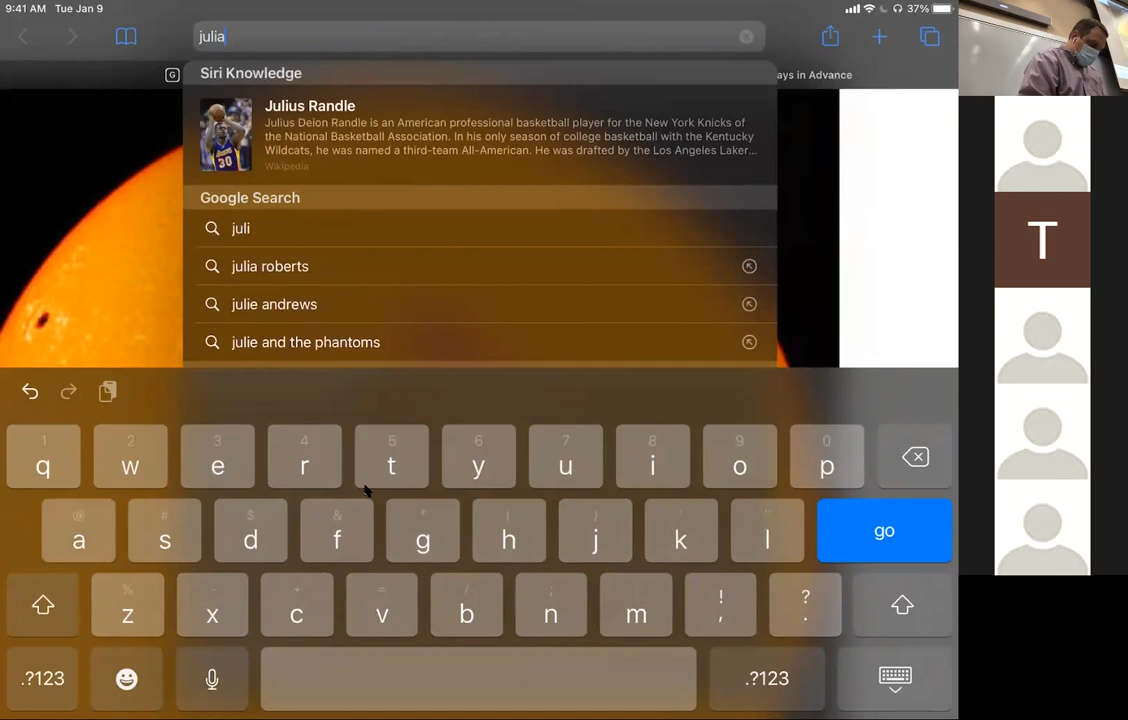 9:41 AM Tue Jan 9
37%
julia
G
ays in Advance
Siri Knowledge
Julius Randle
Julius Deion Randle is an American professional basketball player for the New York Knicks of
the National Basketball Association. In his only season of college basketball with the Kentucky
Wildcats, he was named a third-team All-American. He was drafted by the Los Angeles Laker...
Wikipedia
30
Google Search
juli
julia roberts
julie andrews
julie and the phantoms
T
1 2 3 4 5 6 7 8 9 0
q w e r t y u i o p
@ # $ & * ( ) ' "
a s d f g h j k l go
% - + = / ; : ! ?
z x c v b n m , .
.?123 .?123